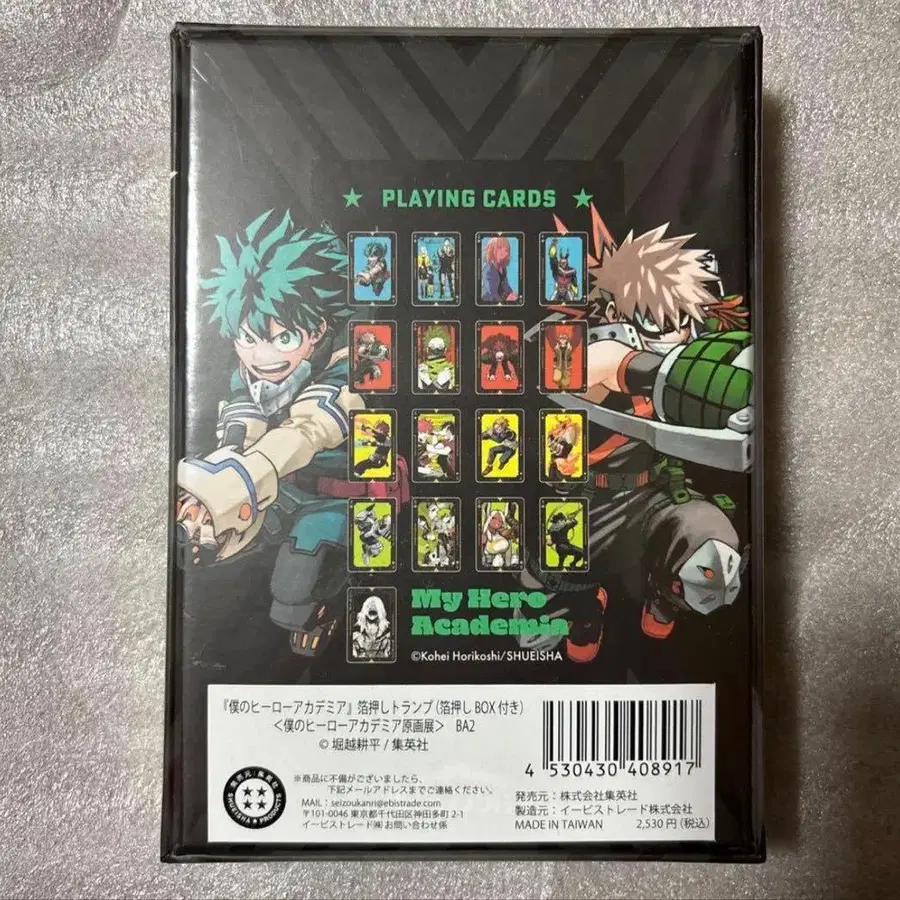 ★ PLAYING CARDS ★
My Hero
Academia
©Kohei Horikoshi/SHUEISHA
『僕のヒーローアカデミア』箔押しトランプ(箔押しBOX付き)
<僕のヒーローアカデミア原画展> BA2
© 堀越耕平 / 集英社
※商品に不備がございましたら、
下記メールアドレスまでご連絡ください。
MAIL : seizoukanri@ebistrade.com
〒101-0046 東京都千代田区神田多町 2-1
イービストレード㈱ お問い合わせ係
発売元 / 集英社
SHUEISHA PRODUCTS
4 530430 408917
発売元 : 株式会社集英社
製造元 : イービストレード株式会社
MADE IN TAIWAN 2,530 円 (税込)